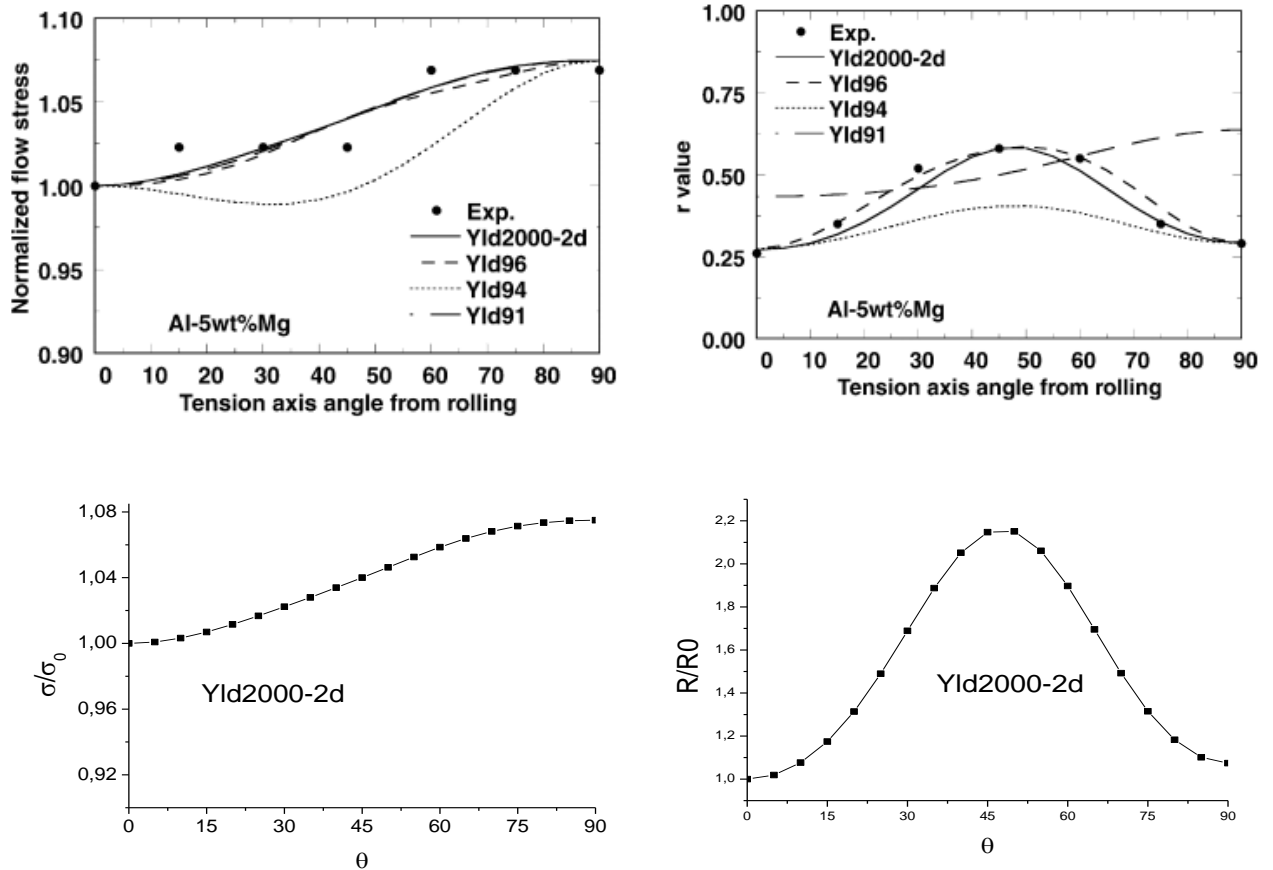 1.10
1.05
1.00
0.95
0.90
Normalized flow stress
Exp.
Yld2000-2d
Yld96
Yld94
Yld91
Al-5wt%Mg
0 10 20 30 40 50 60 70 80 90
Tension axis angle from rolling
1.00
0.75
0.50
0.25
0.00
r value
Exp.
Yld2000-2d
Yld96
Yld94
Yld91
Al-5wt%Mg
0 10 20 30 40 50 60 70 80 90
Tension axis angle from rolling
1,08
1,04
1,00
0,96
0,92
σ/σ0
Yld2000-2d
0 15 30 45 60 75 90
θ
2,2
2,0
1,8
1,6
1,4
1,2
1,0
R/R0
Yld2000-2d
0 15 30 45 60 75 90
θ